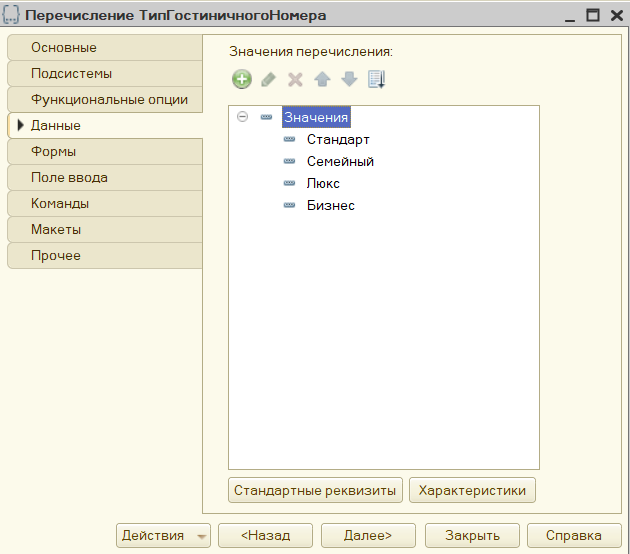 Перечисление ТипГостиничногоНомера
Основные
Подсистемы
Функциональные опции
Данные
Формы
Поле ввода
Команды
Макеты
Прочее
Значения перечисления:
Значения
Стандарт
Семейный
Люкс
Бизнес
Стандартные реквизиты Характеристики
Действия <Назад Далее> Закрыть Справка